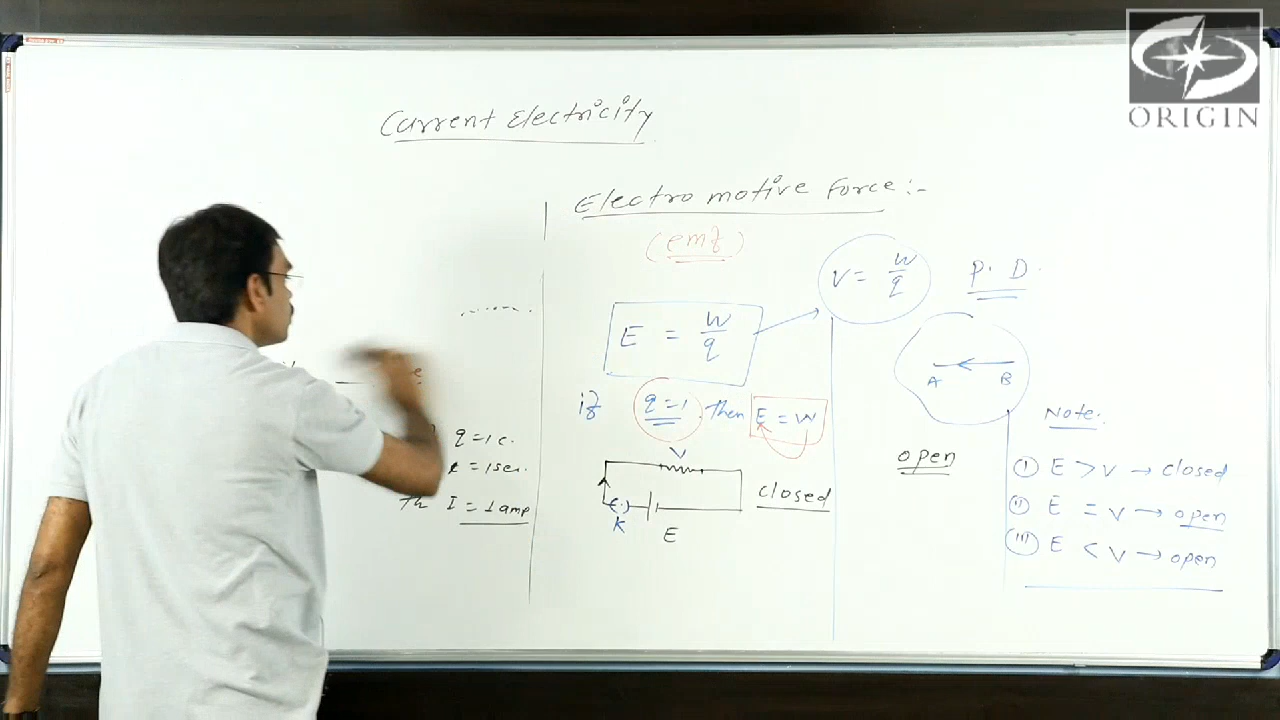 ORIGIN
Current Electricity
q = 1 c.
t = 1 sec.
I = 1 amp
Electro motive Force :-
(emf)
E = W/q
V = W/q
P. D.
if q = 1 Then E = W
V
K
E
closed
A B
open
Note:
(i) E > V → closed
(ii) E = V → open
(iii) E < V → open